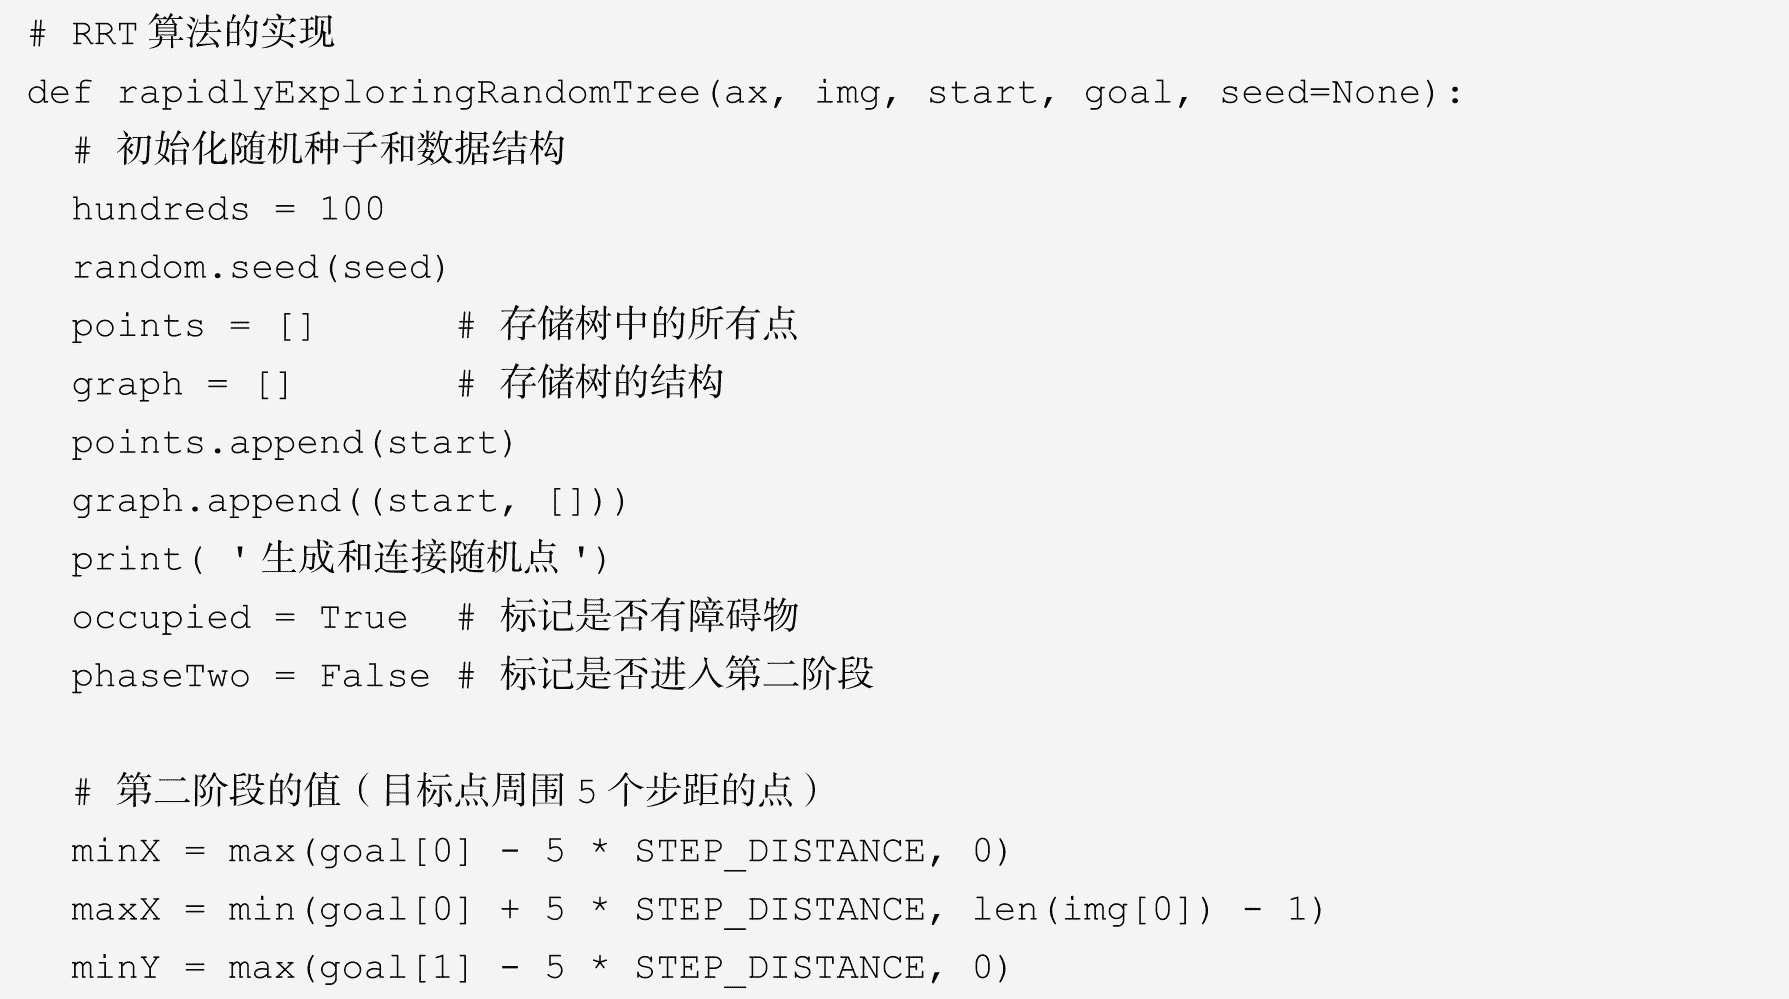 # RRT 算法的实现
def rapidlyExploringRandomTree(ax, img, start, goal, seed=None):
  # 初始化随机种子和数据结构
  hundreds = 100
  random.seed(seed)
  points = []      # 存储树中的所有点
  graph = []       # 存储树的结构
  points.append(start)
  graph.append((start, []))
  print( '生成和连接随机点 ')
  occupied = True  # 标记是否有障碍物
  phaseTwo = False # 标记是否进入第二阶段

  # 第二阶段的值（目标点周围 5 个步距的点）
  minX = max(goal[0] - 5 * STEP_DISTANCE, 0)
  maxX = min(goal[0] + 5 * STEP_DISTANCE, len(img[0]) - 1)
  minY = max(goal[1] - 5 * STEP_DISTANCE, 0)